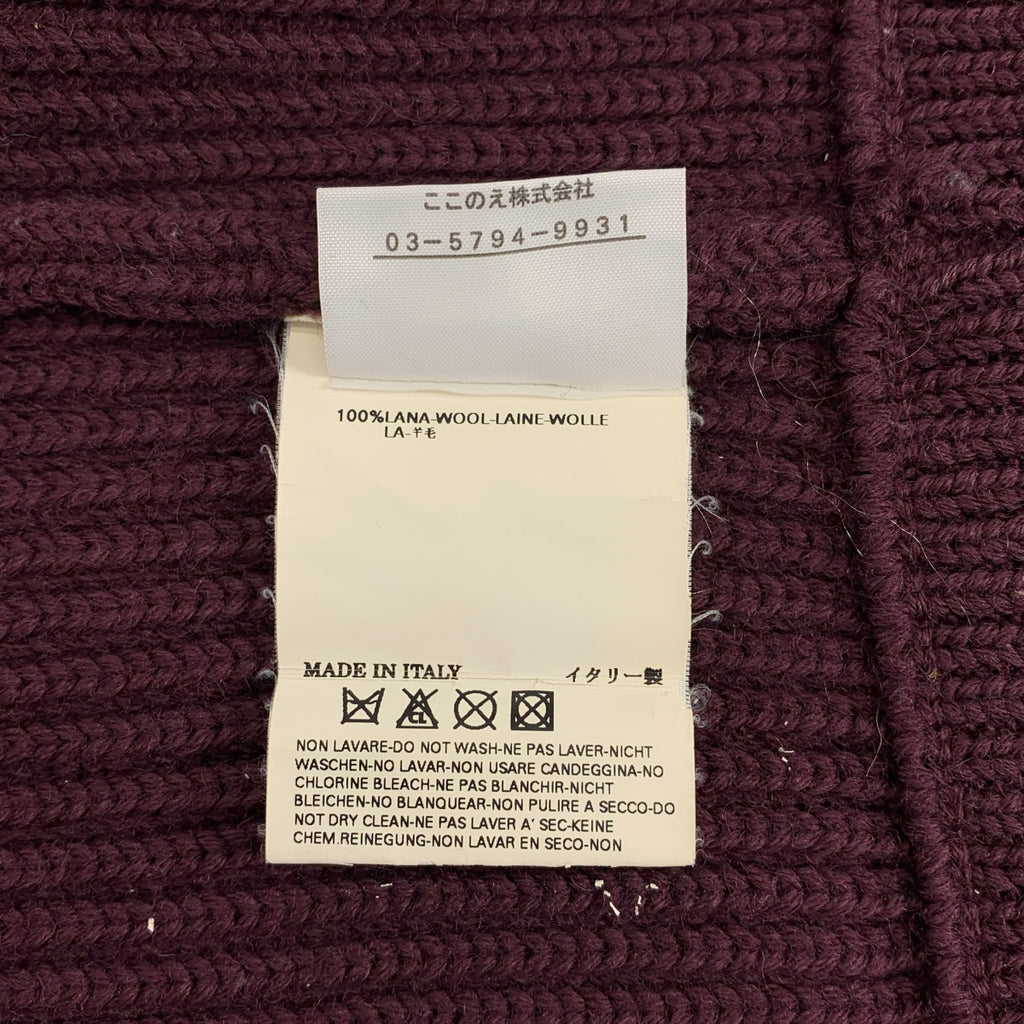 ここのえ株式会社
03-5794-9931
100%LANA-WOOL-LAINE-WOLLE
LA-羊毛
MADE IN ITALY イタリー製
CL
NON LAVARE-DO NOT WASH-NE PAS LAVER-NICHT
WASCHEN-NO LAVAR-NON USARE CANDEGGINA-NO
CHLORINE BLEACH-NE PAS BLANCHIR-NICHT
BLEICHEN-NO BLANQUEAR-NON PULIRE A SECCO-DO
NOT DRY CLEAN-NE PAS LAVER A' SEC-KEINE
CHEM.REINEGUNG-NON LAVAR EN SECO-NON